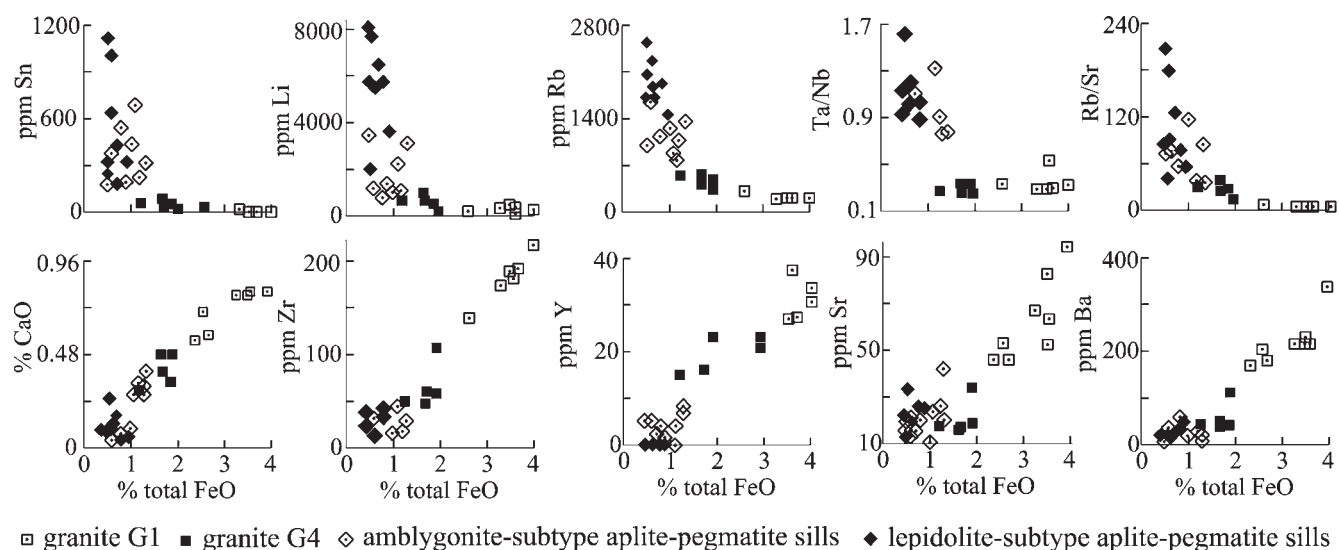 1200
600
0
ppm Sn
8000
4000
0
ppm Li
2800
1400
0
ppm Rb
1.7
0.9
0.1
Ta/Nb
240
120
0
Rb/Sr
0.96
0.48
0
% CaO
0 1 2 3 4
% total FeO
200
100
0
ppm Zr
0 1 2 3 4
% total FeO
40
20
0
ppm Y
0 1 2 3 4
% total FeO
90
50
10
ppm Sr
0 1 2 3 4
% total FeO
400
200
0
ppm Ba
0 1 2 3 4
% total FeO
granite G1 granite G4 amblygonite-subtype aplite-pegmatite sills lepidolite-subtype aplite-pegmatite sills